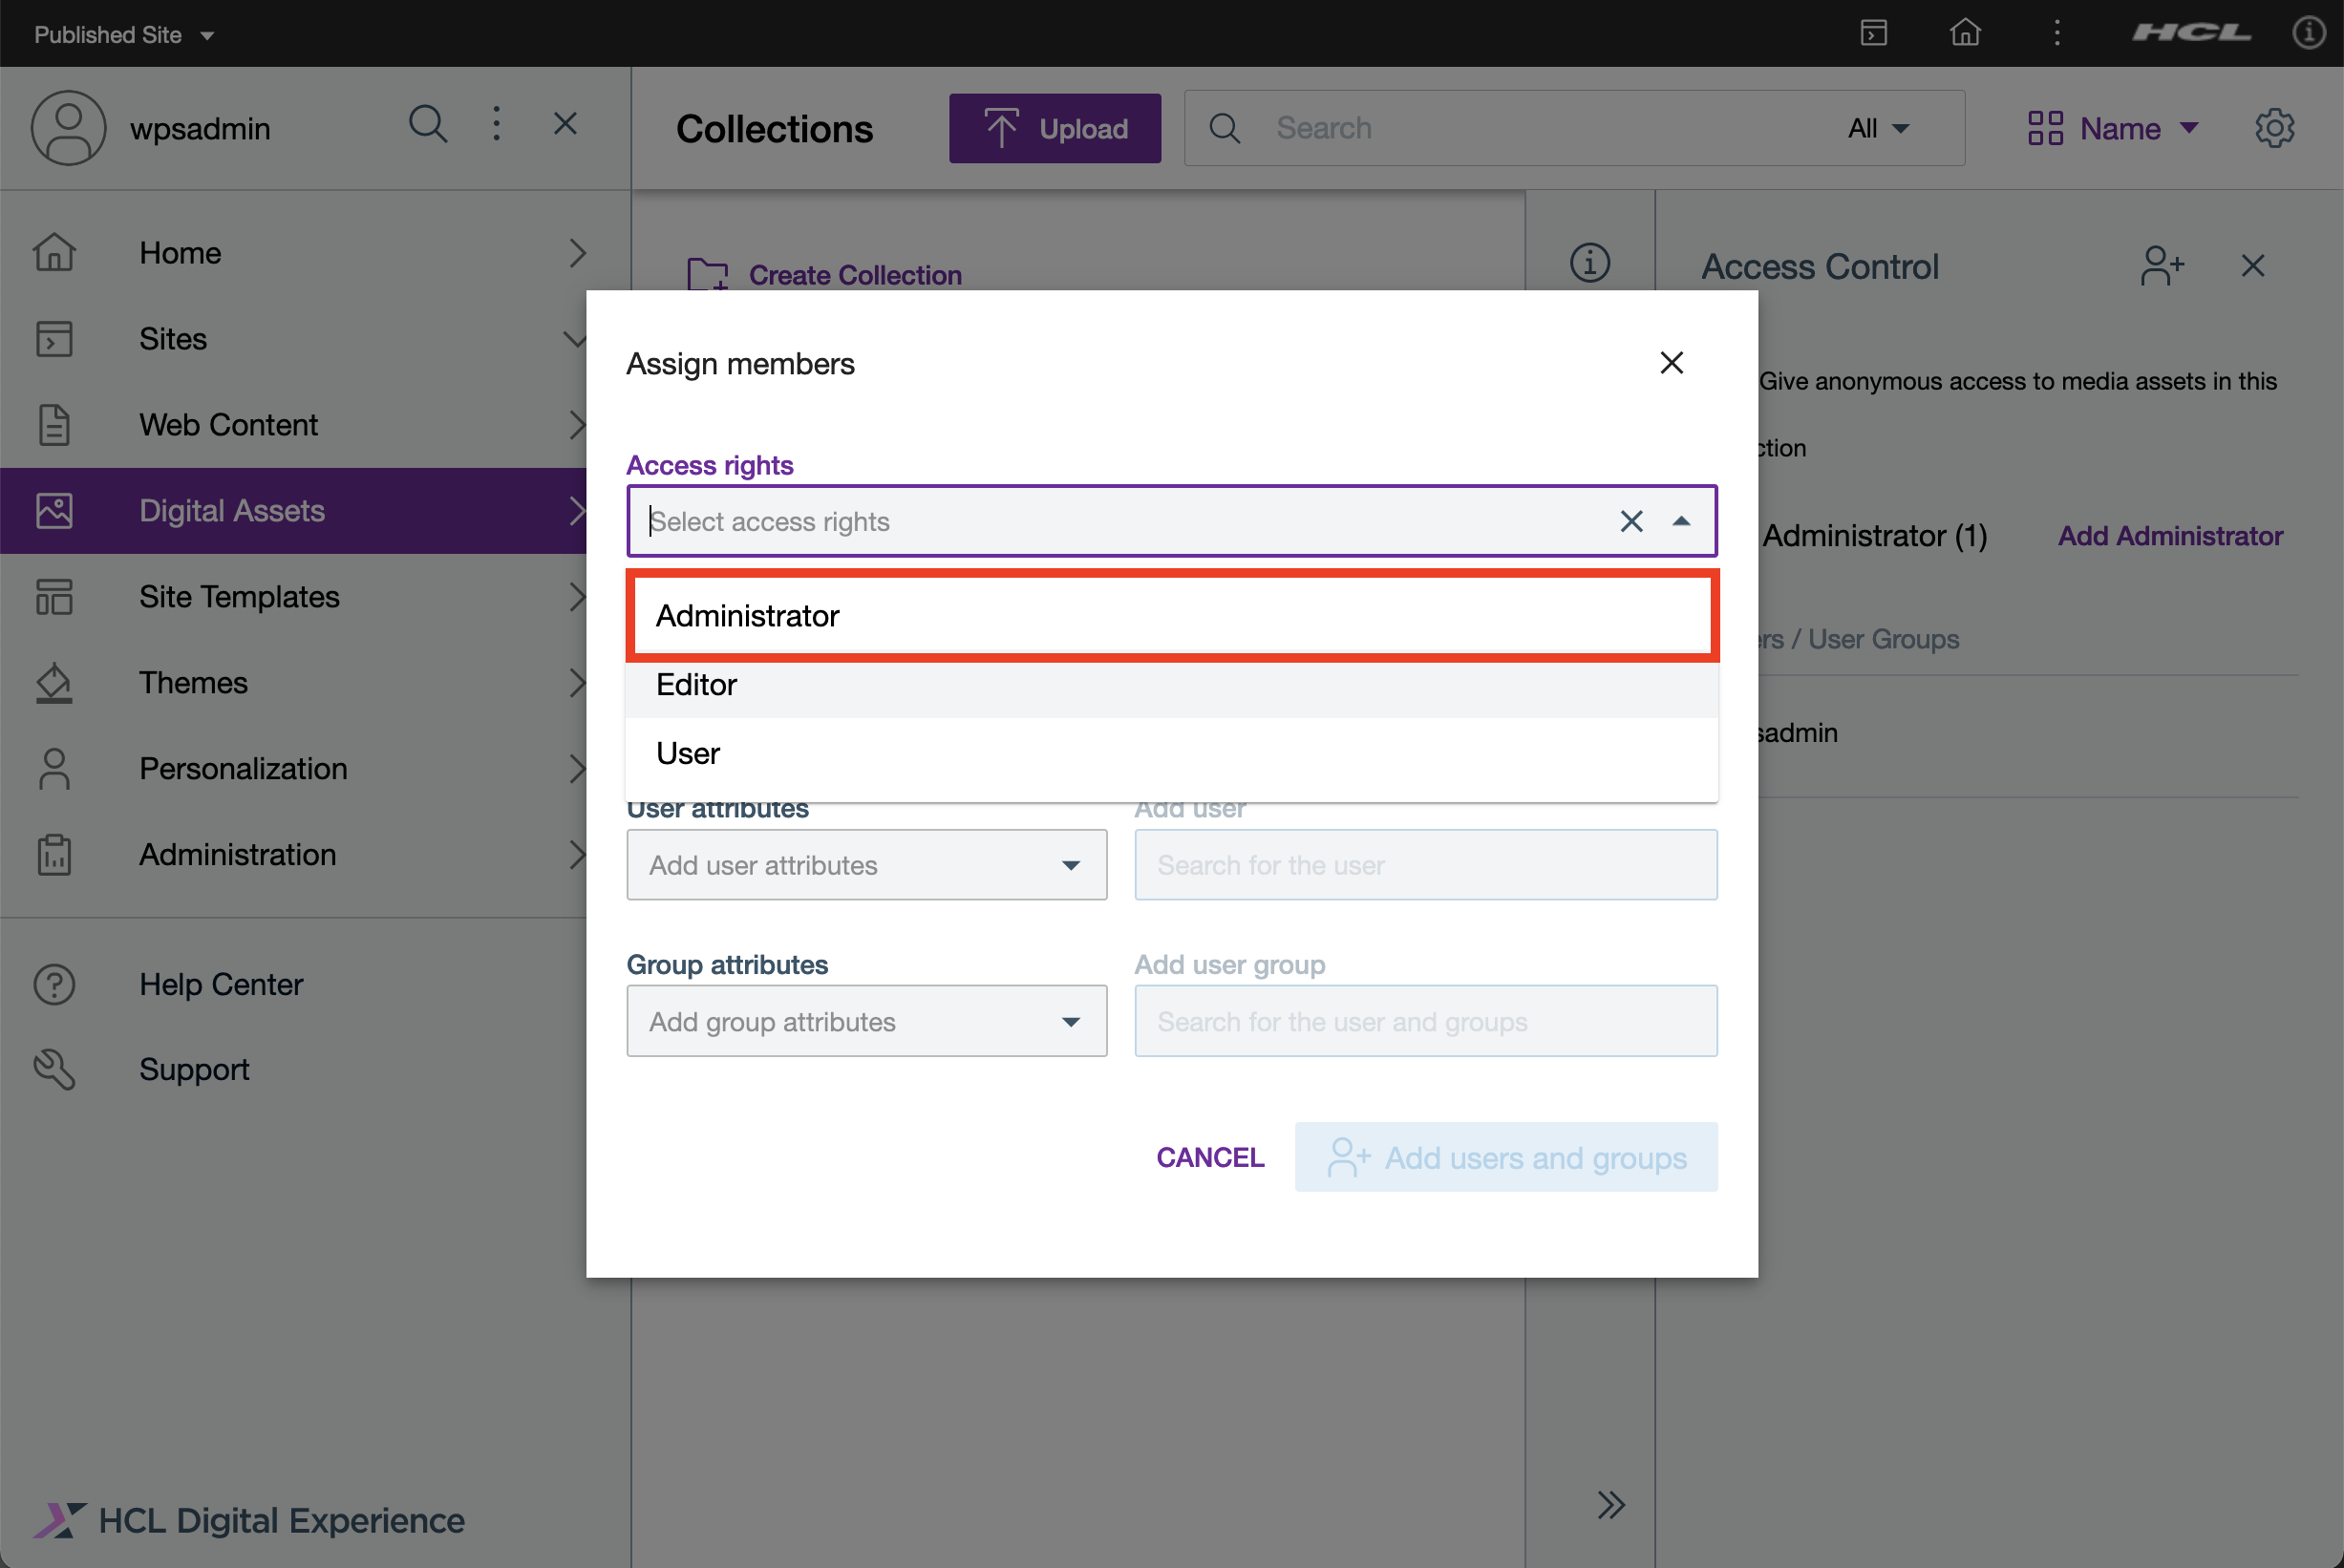 Published Site
HCL
wpsadmin
Collections
Upload
Search
All
Name
Home
Sites
Web Content
Digital Assets
Site Templates
Themes
Personalization
Administration
Help Center
Support
HCL Digital Experience
Create Collection
Assign members
Access rights
Select access rights
Administrator
Editor
User
User attributes
Add user
Add user attributes
Search for the user
Group attributes
Add user group
Add group attributes
Search for the user and groups
CANCEL
Add users and groups
Access Control
Give anonymous access to media assets in this
ction
Administrator (1)
Add Administrator
ers / User Groups
sadmin